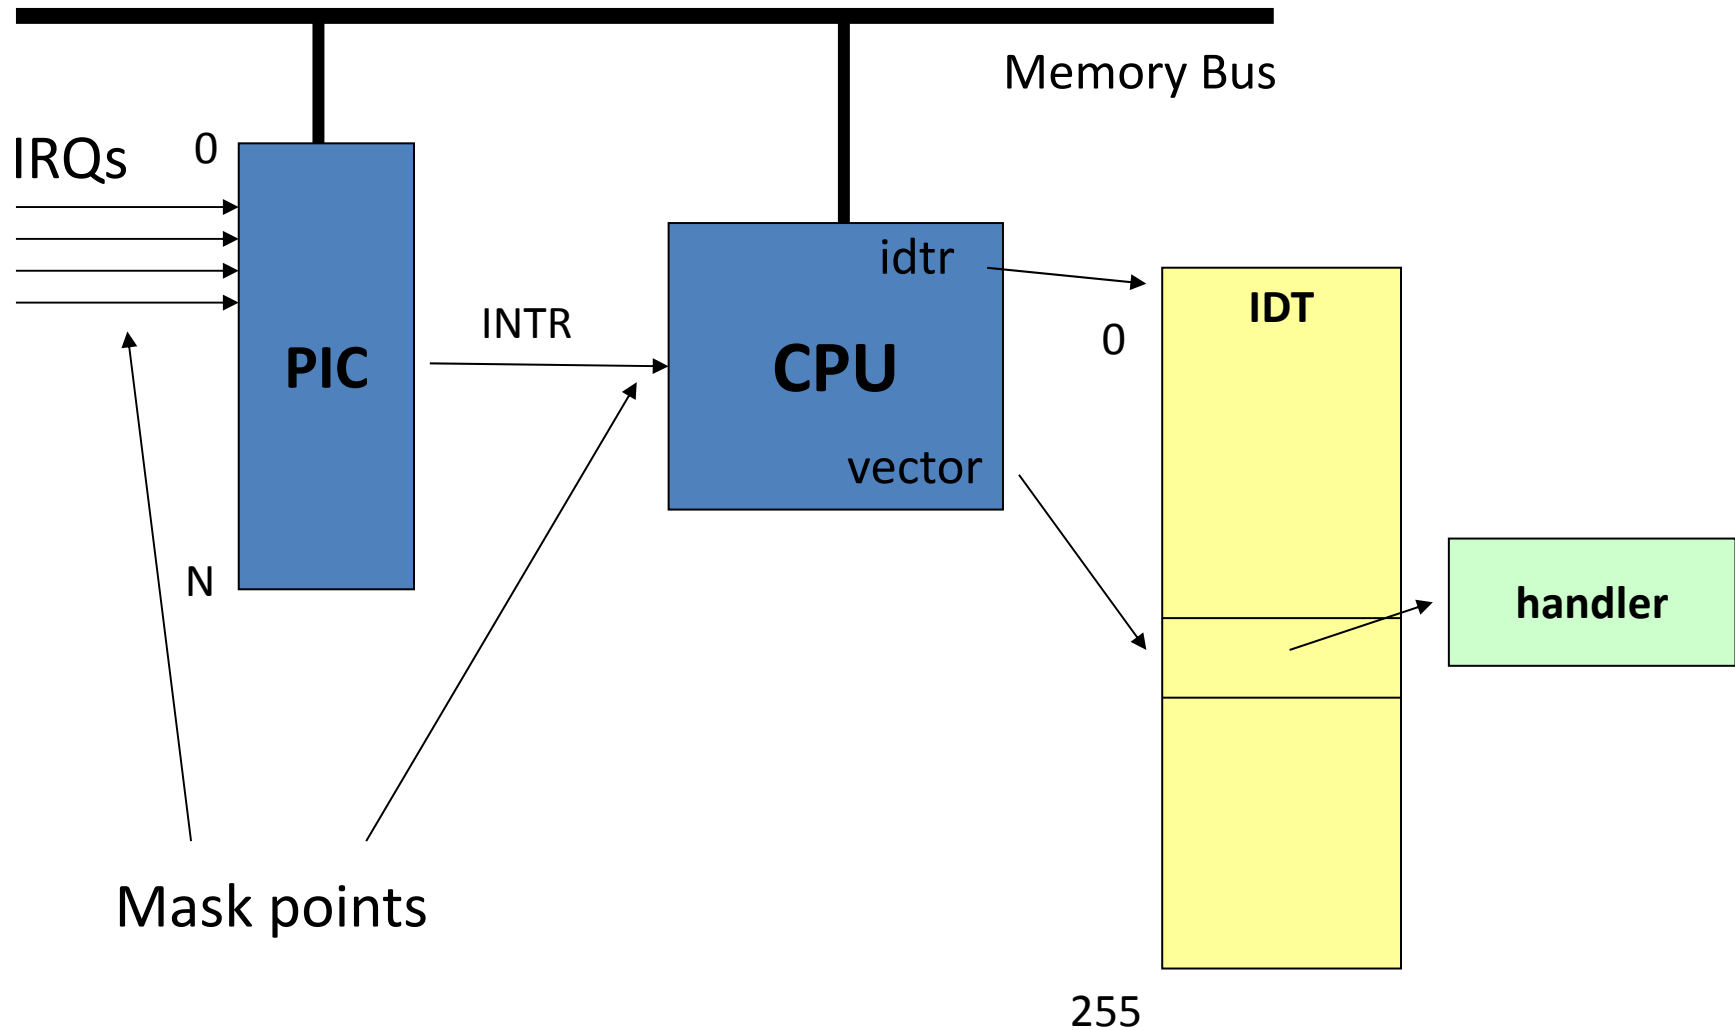 Memory Bus
IRQs
0
PIC
N
INTR
idtr
CPU
vector
IDT
0
255
handler
Mask points